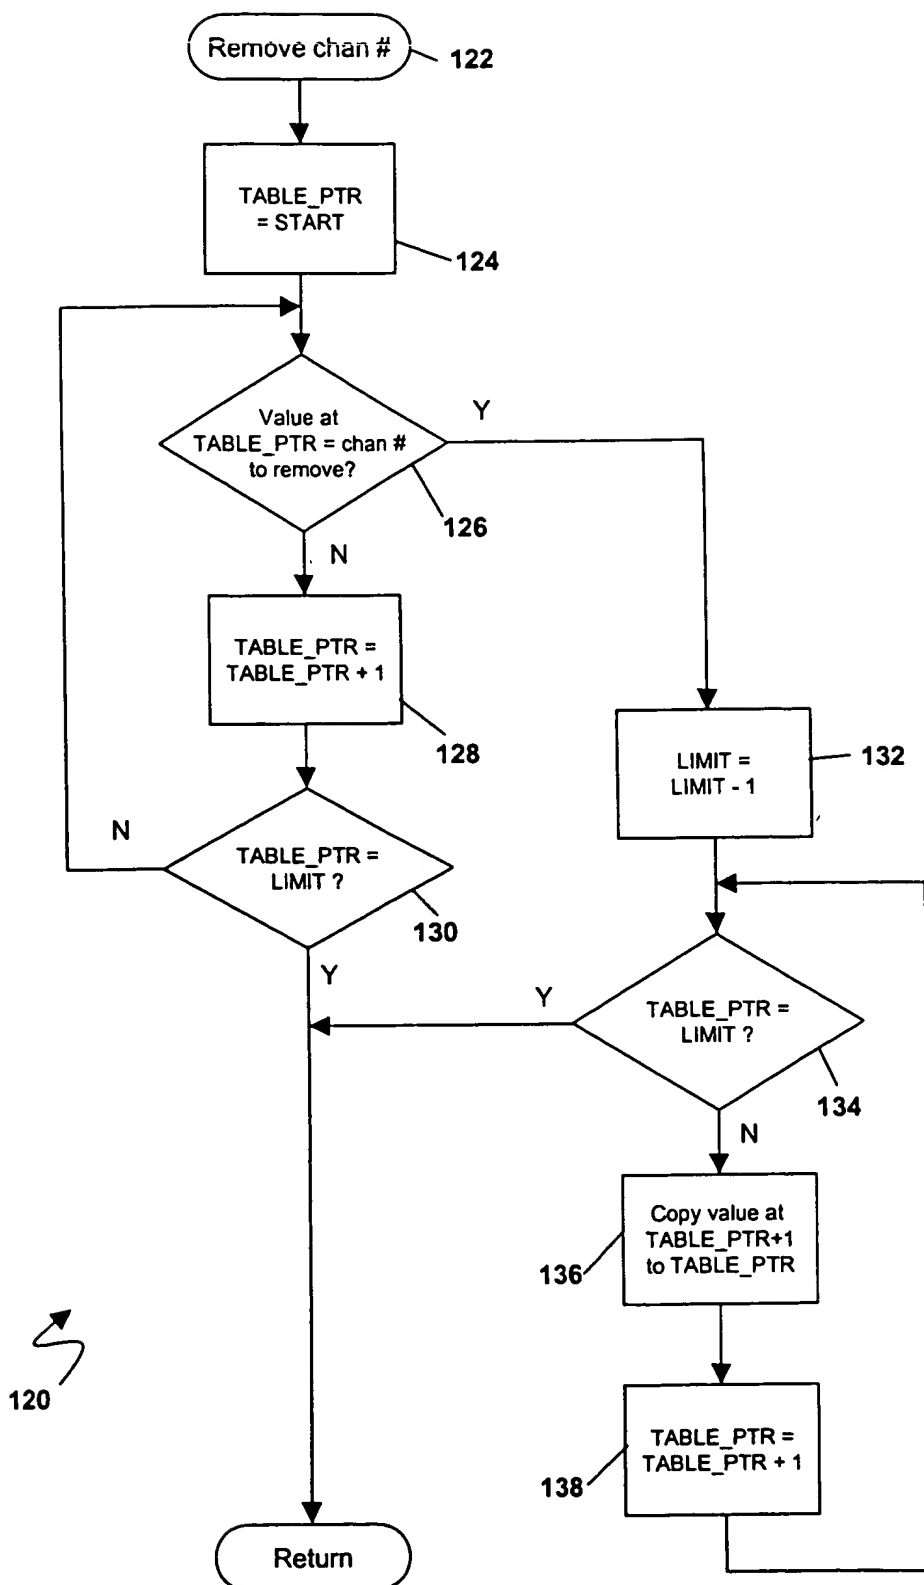 Remove chan #
122
TABLE_PTR
= START
124
Value at
TABLE_PTR = chan #
to remove?
Y
126
N
TABLE_PTR =
TABLE_PTR + 1
128
LIMIT =
LIMIT - 1
132
N
TABLE_PTR =
LIMIT ?
130
Y
Y
TABLE_PTR =
LIMIT ?
134
N
Copy value at
TABLE_PTR+1
to TABLE_PTR
136
120
TABLE_PTR =
TABLE_PTR + 1
138
Return